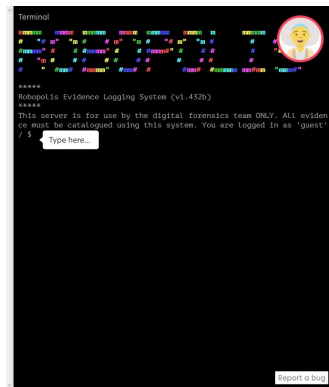 Terminal
*****
RobopoLis Evidence Logging System (v1.432b)
*****
This server is for use by the digital forensics team ONLY. All eviden
ce must be catalogued using this system. You are logged in as 'guest'
/ $
Type here...
Report a bug